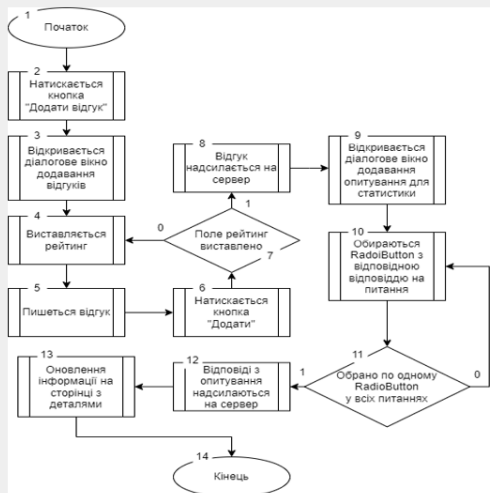 1
Початок
2
Натискається
кнопка
"Додати відгук"
3
Відкривається
діалогове вікно
додавання
відгуків
4
Виставляється
рейтинг
5
Пишеться відгук
6
Натискається
кнопка
"Додати"
7
Поле рейтинг
виставлено
0
1
8
Відгук
надсилається на
сервер
9
Відкривається
діалогове вікно
додавання
опитування для
статистики
10
Обираються
RadoiButton з
відповідною
відповіддю на
питання
11
Обрано по одному
RadioButton
у всіх питаннях
0
1
12
Відповіді з
опитування
надсилаються
на сервер
13
Оновлення
інформації на
сторінці з
деталями
14
Кінець